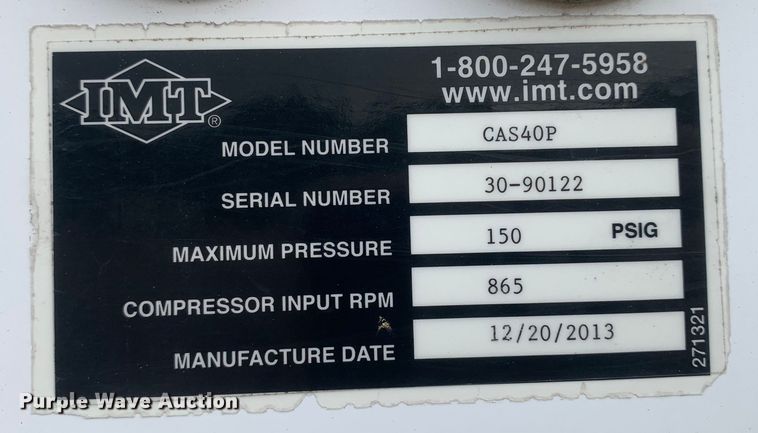 IMT®
1-800-247-5958
www.imt.com
MODEL NUMBER CAS40P
SERIAL NUMBER 30-90122
MAXIMUM PRESSURE 150 PSIG
COMPRESSOR INPUT RPM 865
MANUFACTURE DATE 12/20/2013
271321
Purple Wave Auction